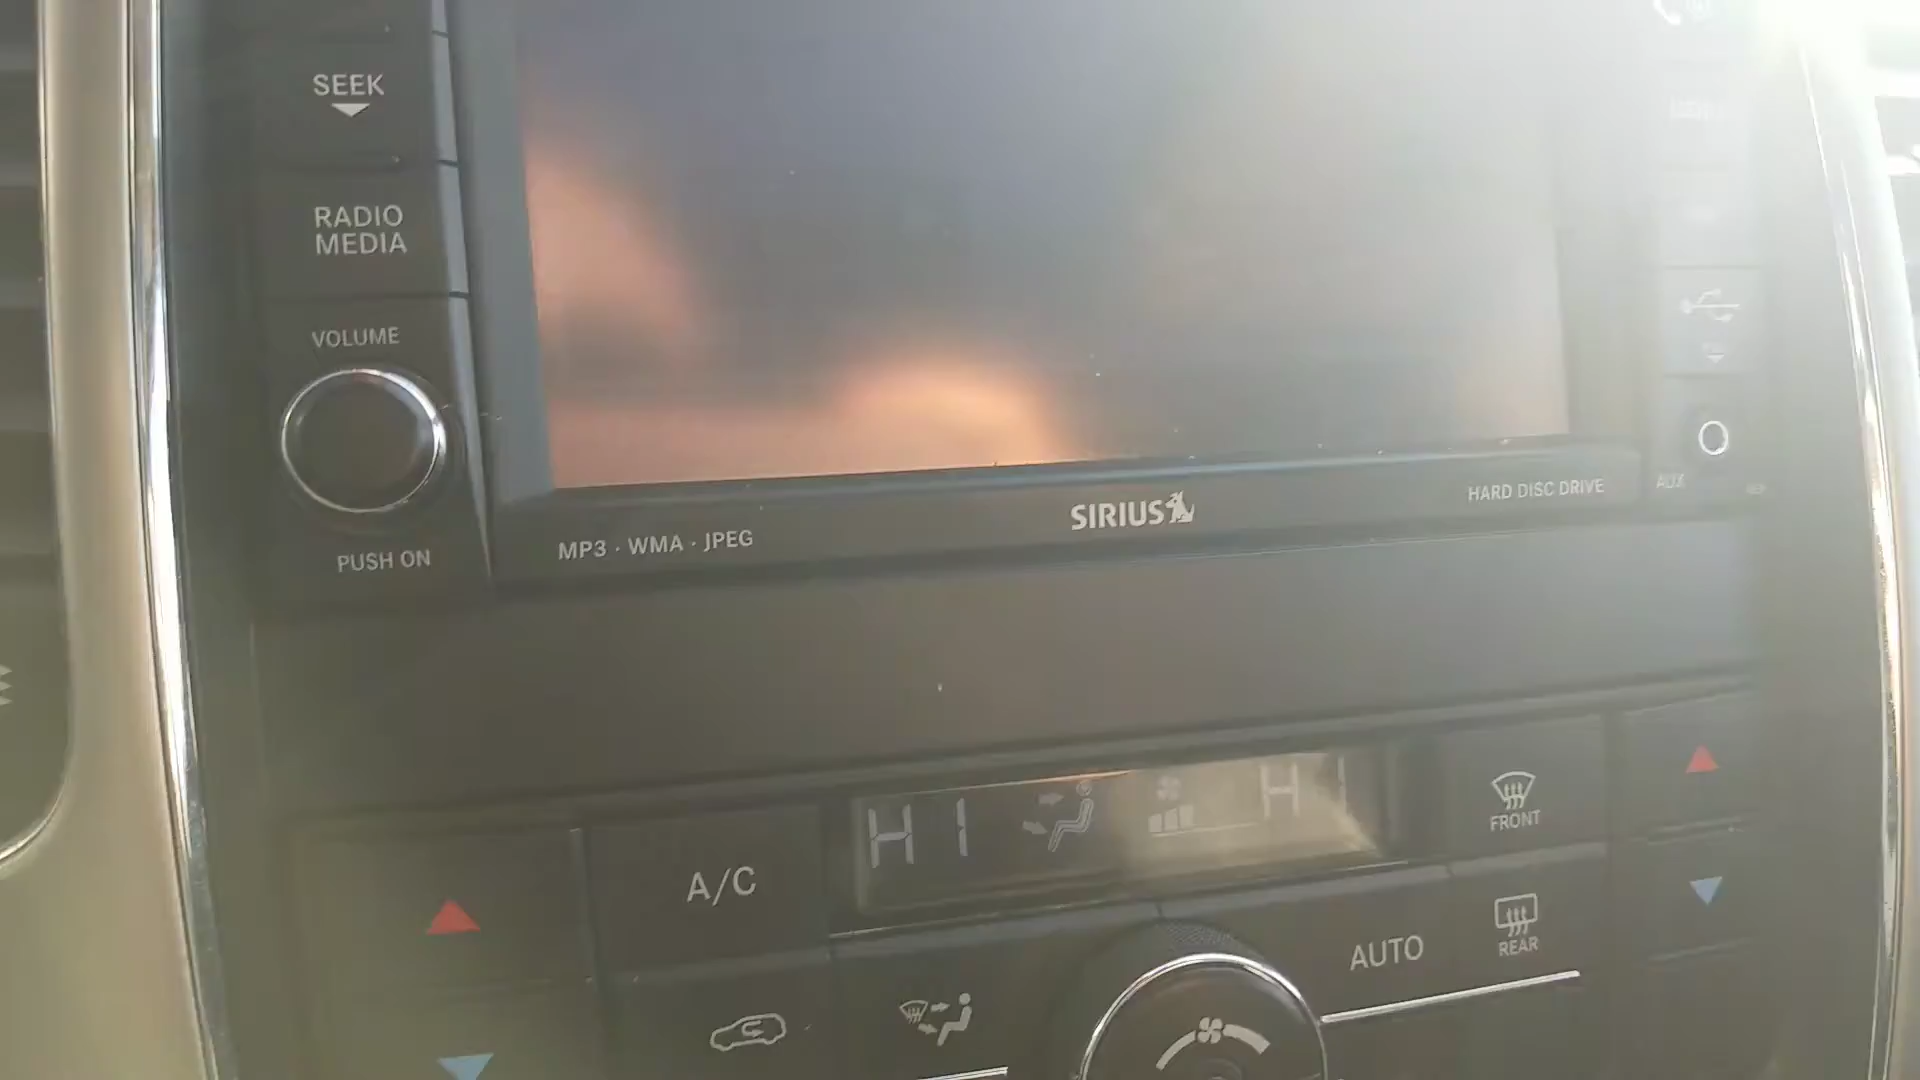 SEEK
RADIO
MEDIA
VOLUME
PUSH ON
MP3 · WMA · JPEG
SIRIUS
HARD DISC DRIVE
AUX
HI
HI
FRONT
A/C
AUTO
REAR